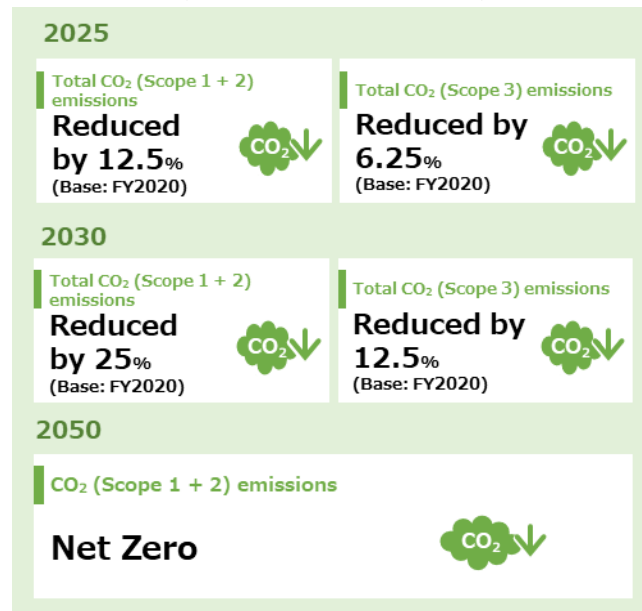 2025
Total CO₂ (Scope 1 + 2)
emissions
Reduced
by 12.5%
(Base: FY2020)
CO₂
Total CO₂ (Scope 3) emissions
Reduced by
6.25%
(Base: FY2020)
CO₂
2030
Total CO₂ (Scope 1 + 2)
emissions
Reduced
by 25%
(Base: FY2020)
CO₂
Total CO₂ (Scope 3) emissions
Reduced by
12.5%
(Base: FY2020)
CO₂
2050
CO₂ (Scope 1 + 2) emissions
Net Zero
CO₂